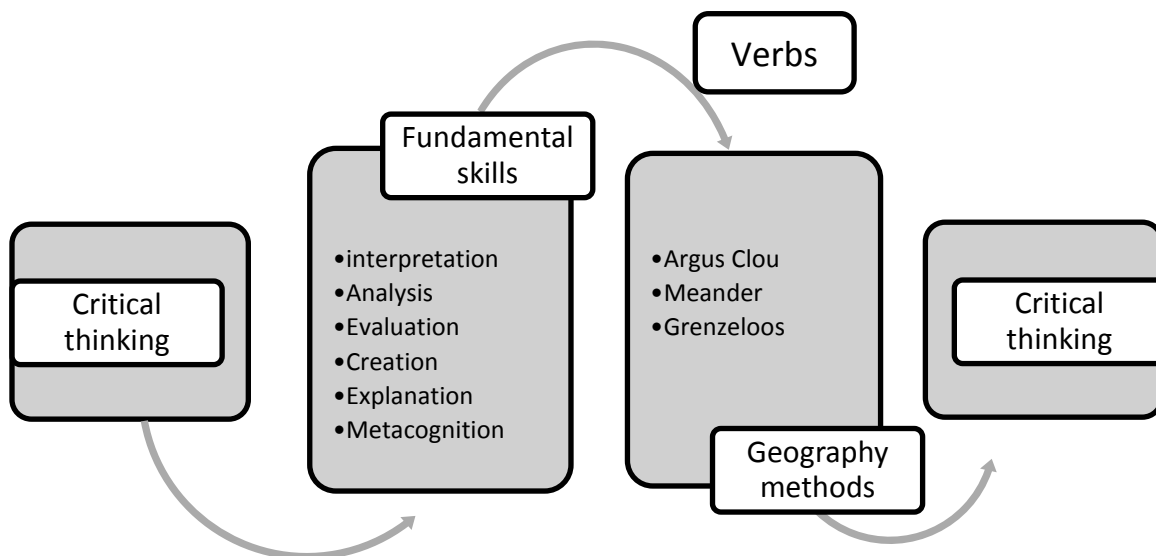 Verbs
Fundamental
skills
•interpretation
•Analysis
•Evaluation
•Creation
•Explanation
•Metacognition
•Argus Clou
•Meander
•Grenzeloos
Critical
thinking
Critical
thinking
Geography
methods